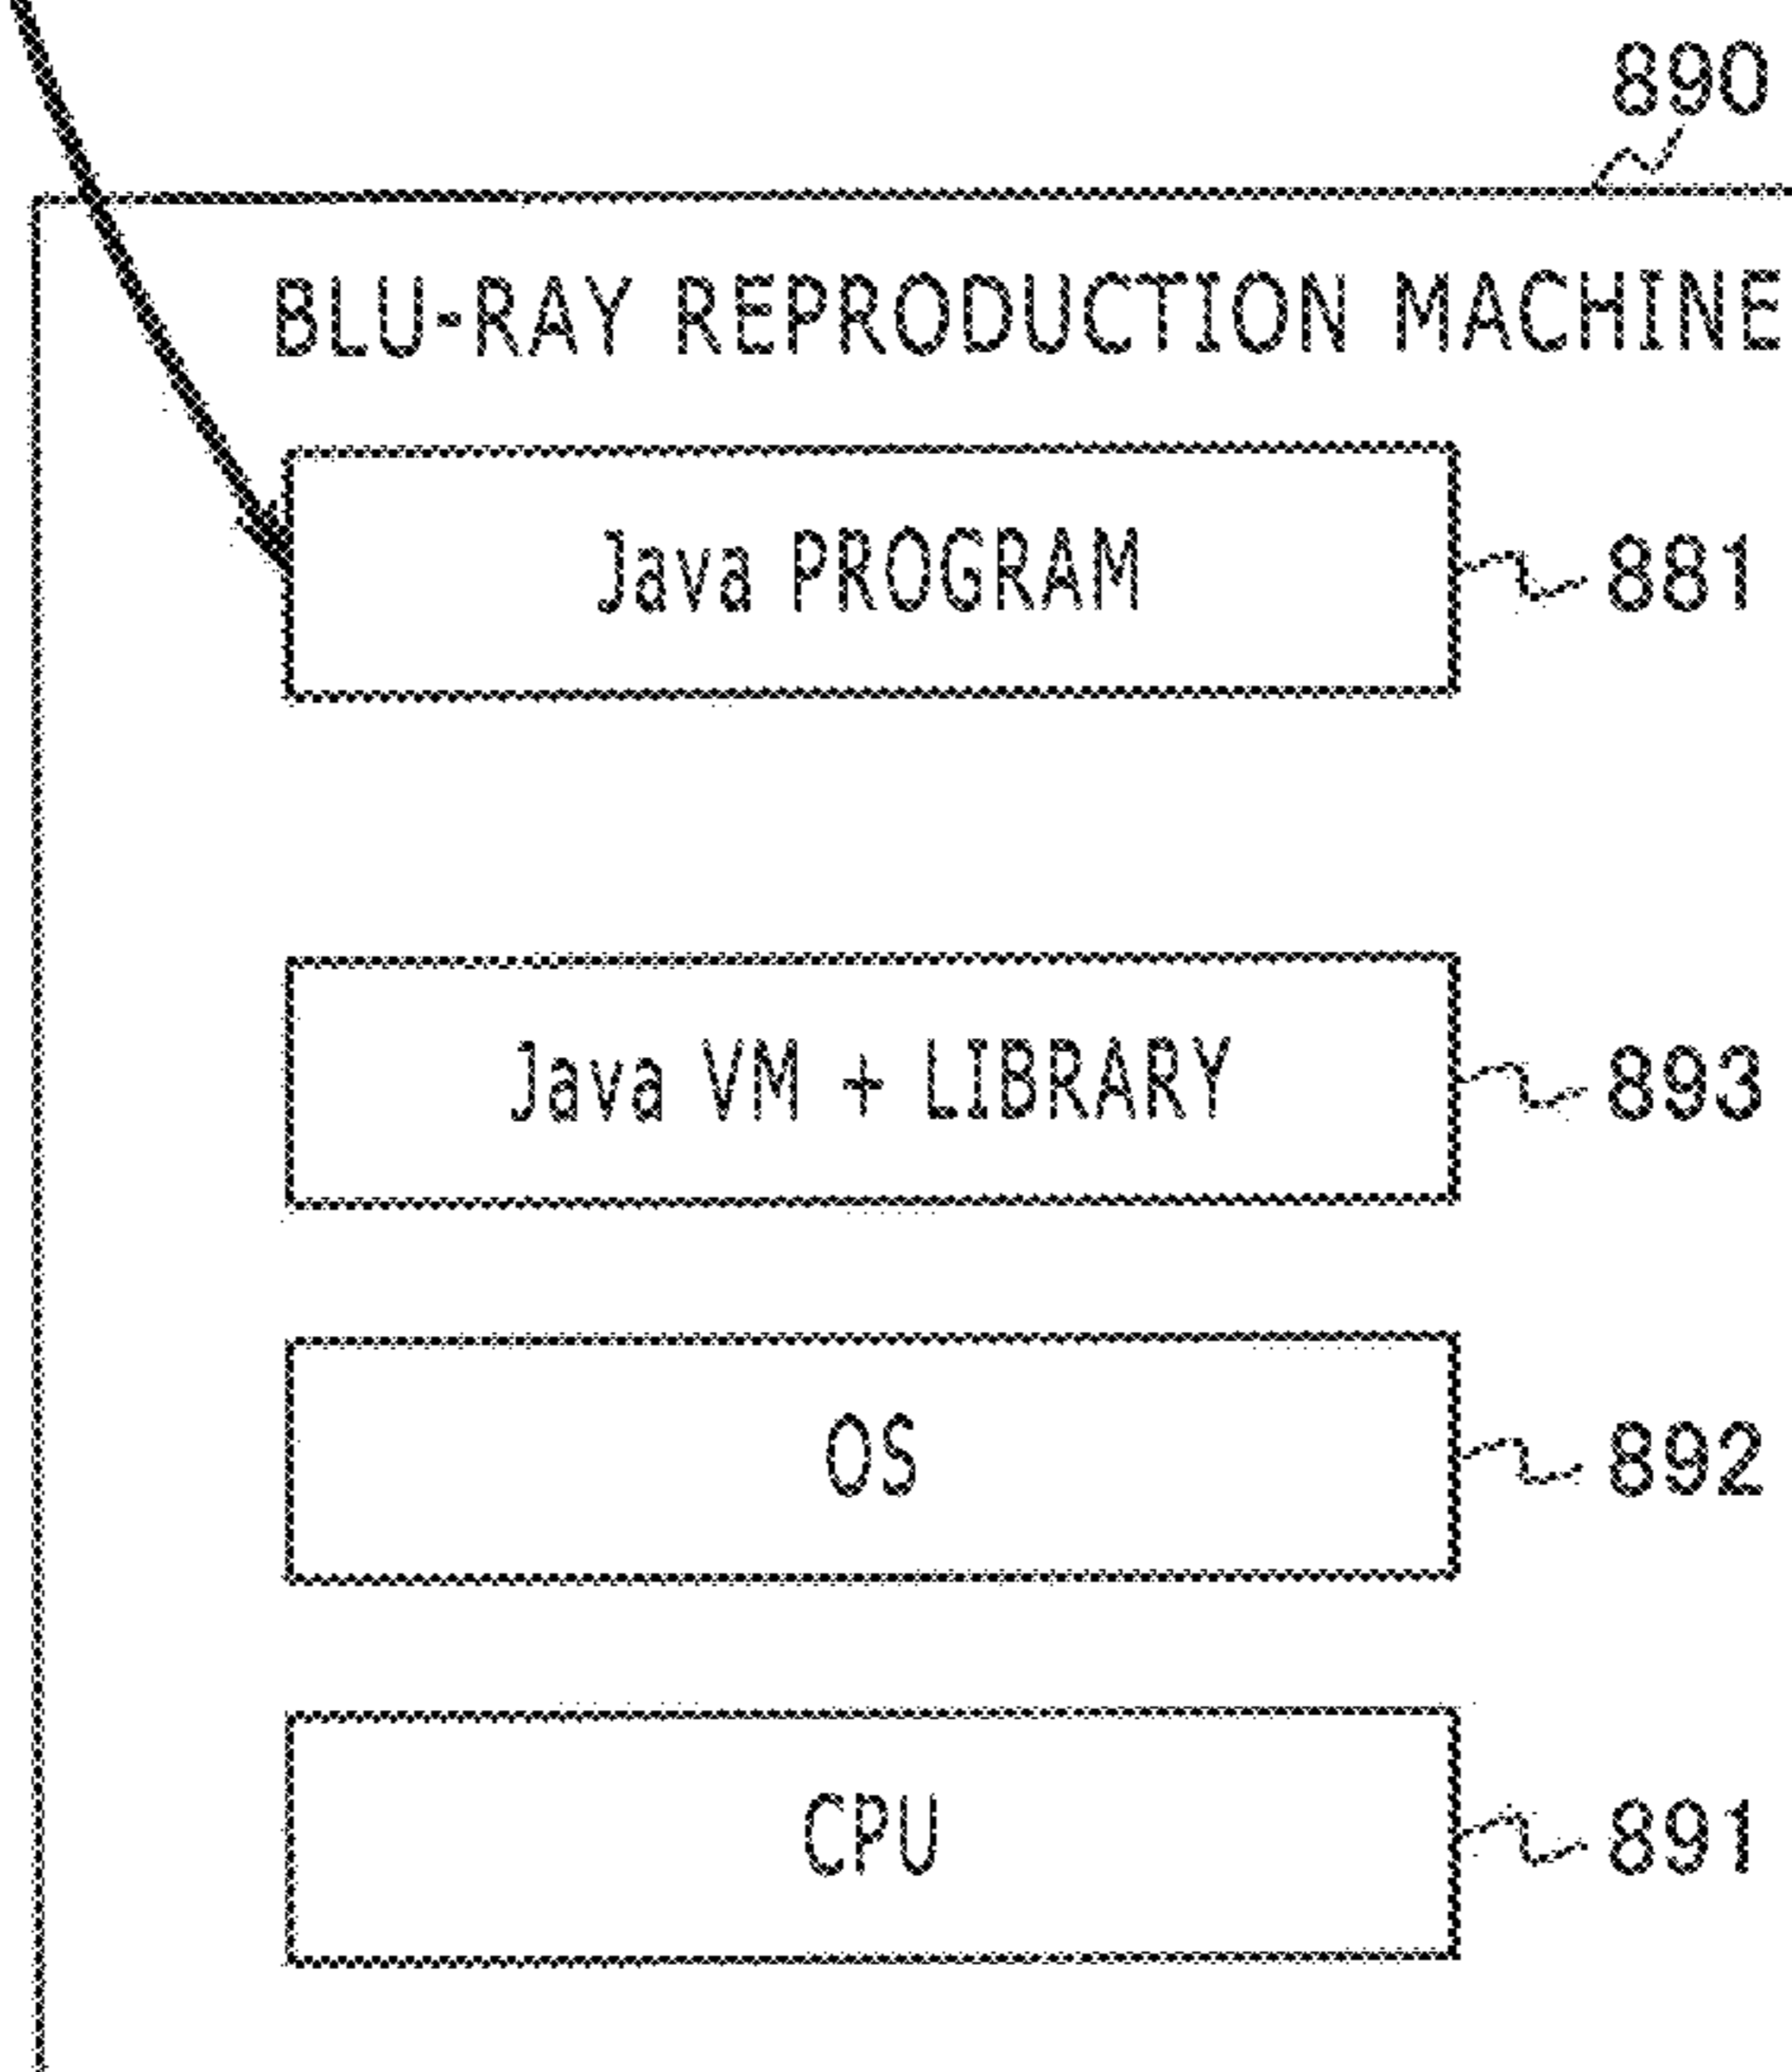 890
BLU-RAY REPRODUCTION MACHINE
Java PROGRAM 881
Java VM + LIBRARY 893
OS 892
CPU 891